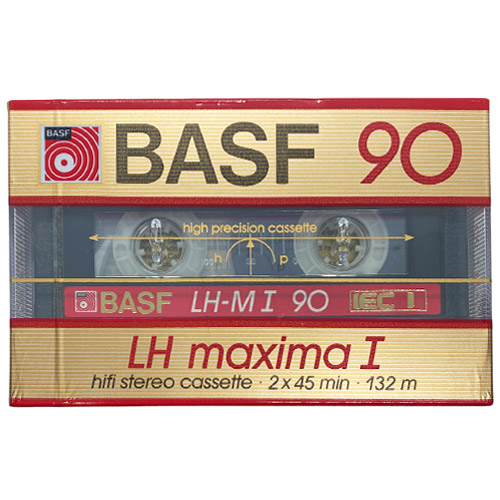 BASF BASF 90
high precision cassette
h p
BASF LH-M I 90 IEC I
LH maxima I
hifi stereo cassette · 2 x 45 min · 132 m